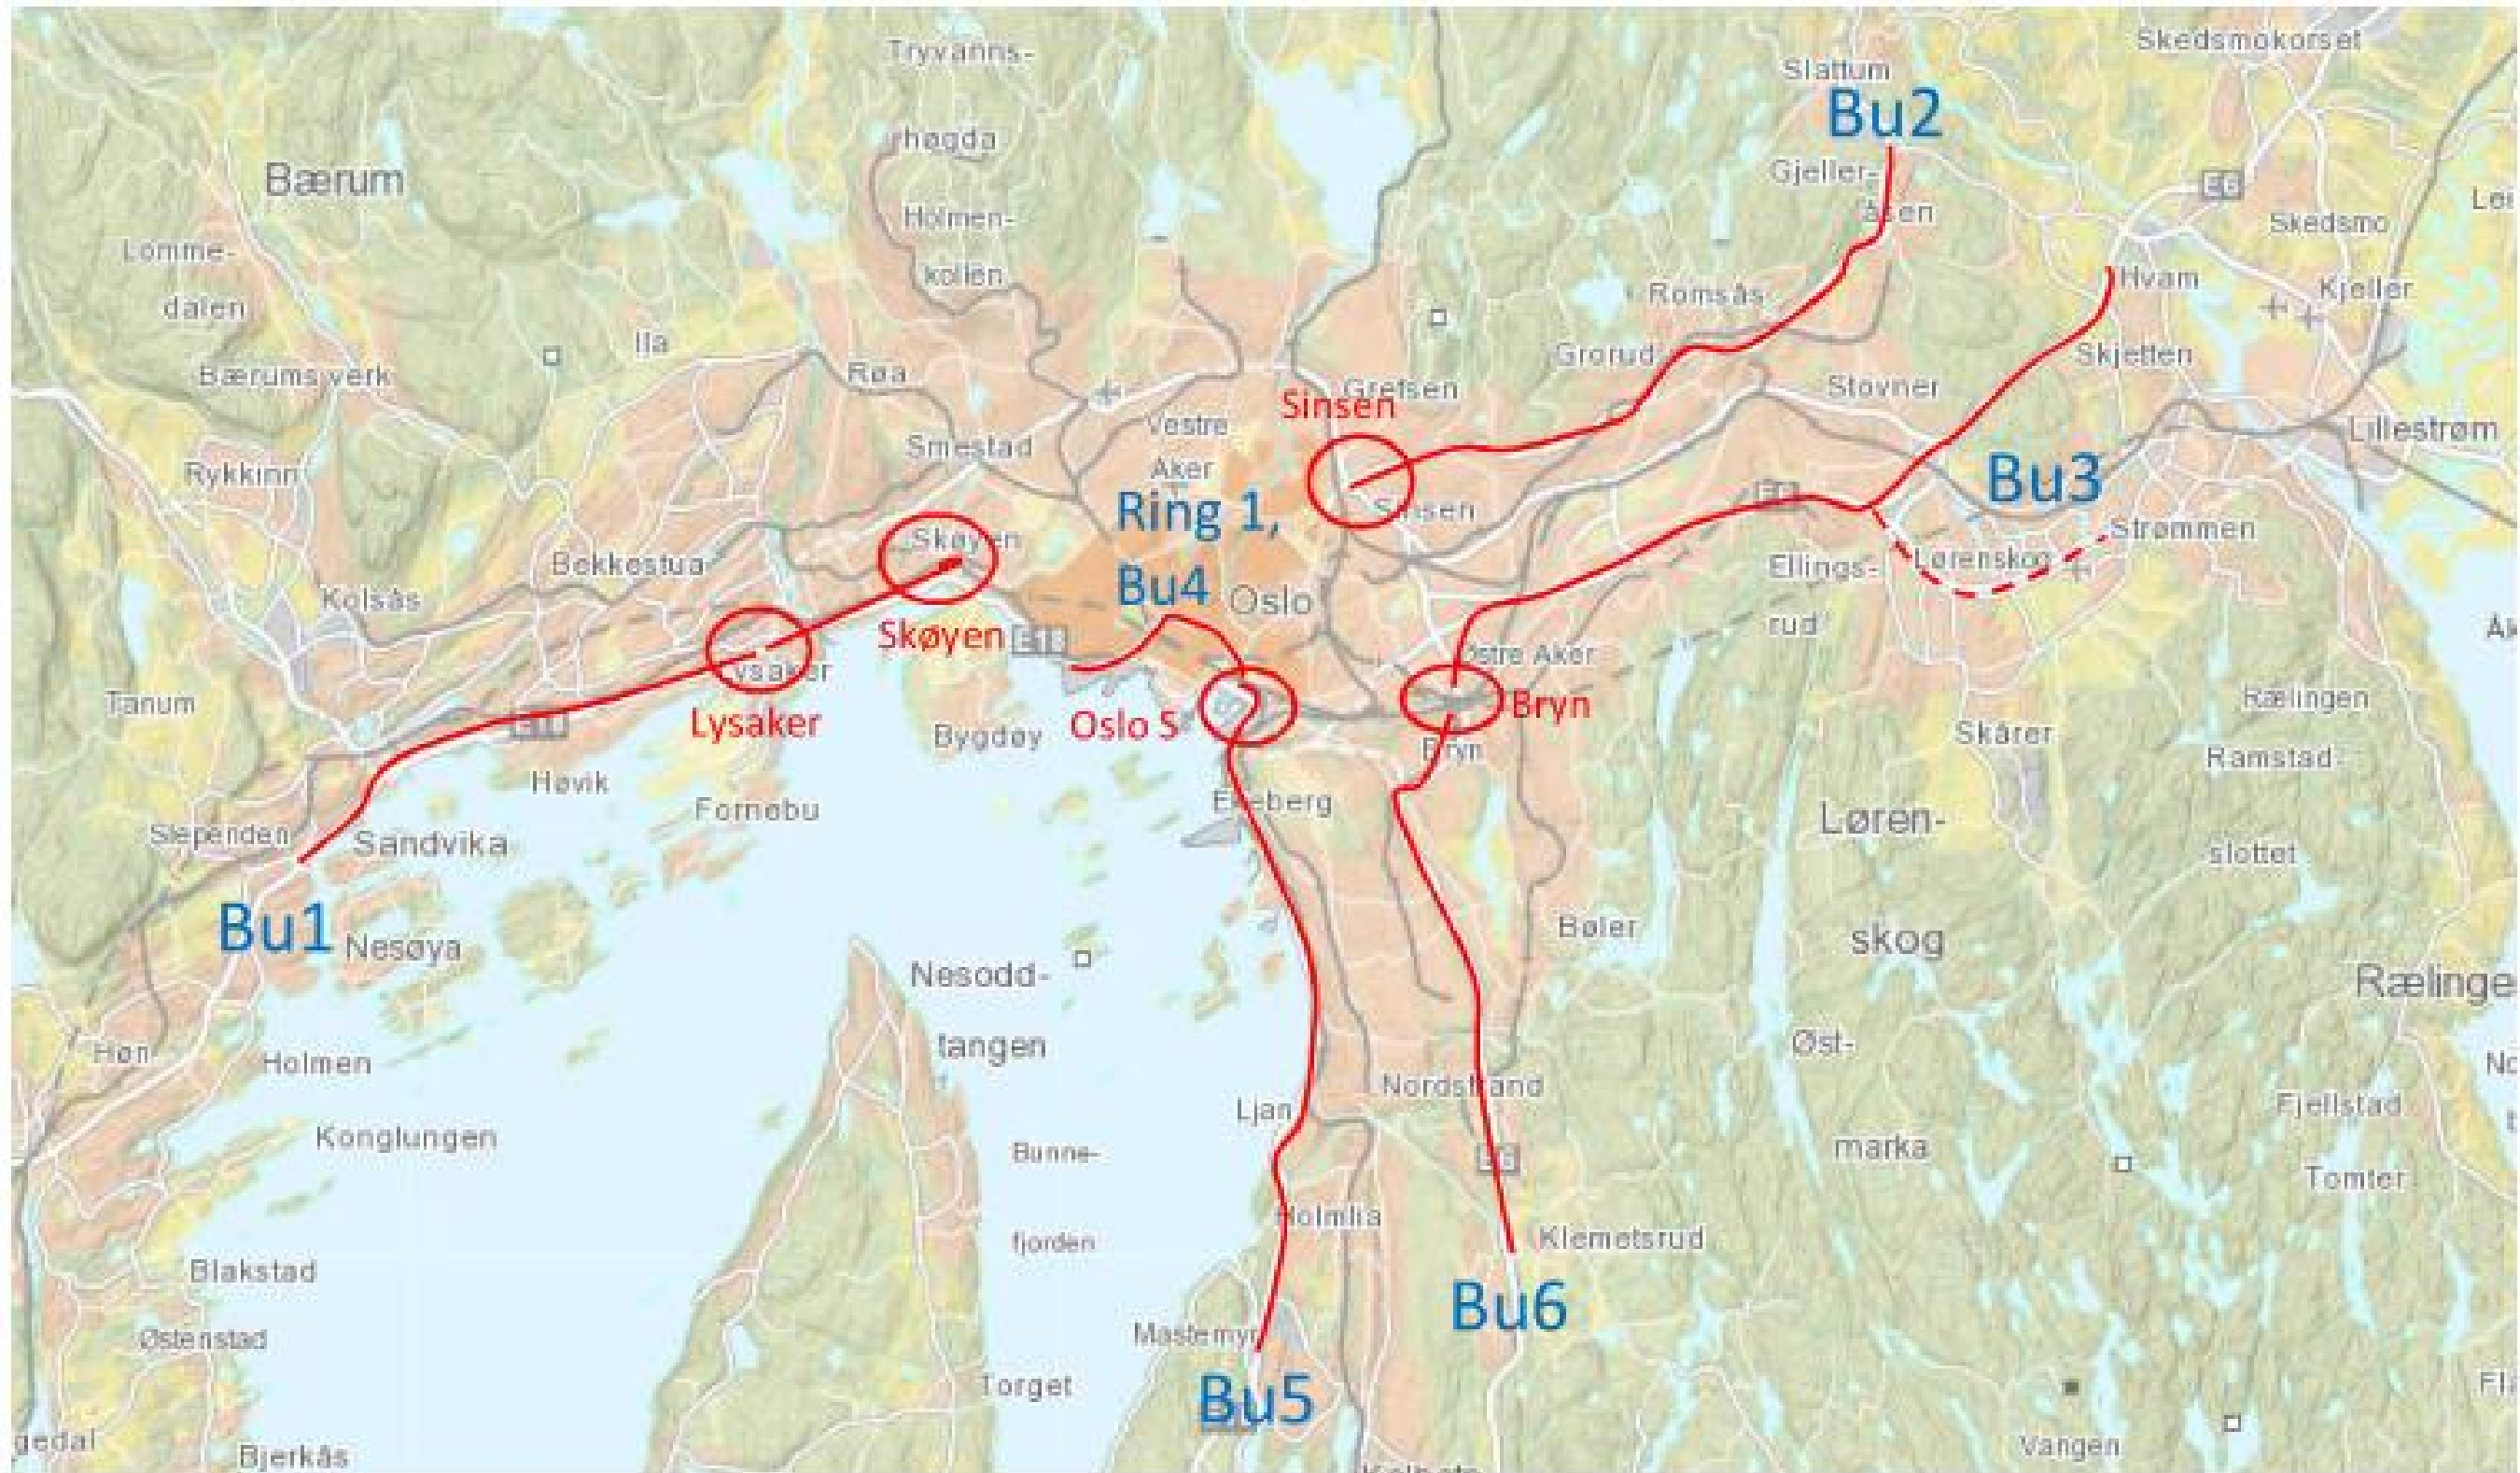 Tryvanns-
høgda
Skedsmokorset
Slattum
Bu2
Bærum
Gjeller-
åsen
E6
Holmen-
kollen
Skedsmo
Lomme-
dalen
Romsås
Hvam
Kjeller
Ila
Bærums verk
Røa
Grorud
Skjetten
Grefsen
Sinsen
Stovner
Vestre
Aker
Smestad
Lillestrøm
Rykkinn
Bu3
Ring 1,
Bu4
Sinsen
Skøyen
Strømmen
Lørenskog
Bekkestua
Ellings-
rud
Kolsås
Oslo
Skøyen
Østre Aker
Lysaker
Tanum
Lysaker
Oslo S
Bryn
Rælingen
Bygdøy
Bryn
Skårer
Ramstad-
slottet
Høvik
Fornebu
Ekeberg
Løren-
skog
Slependen
Sandvika
Bu1
Nesøya
Bøler
Nesodd-
tangen
Rælinge
Høn
Holmen
Øst-
marka
Nordstrand
Ljan
Fjellstad
Konglungen
Bunne-
fjorden
E6
Tomter
Holmlia
Klemetsrud
Blakstad
Bu6
Østenstad
Mastemyr
Torget
Bu5
gedal
Bjerkås
Vangen